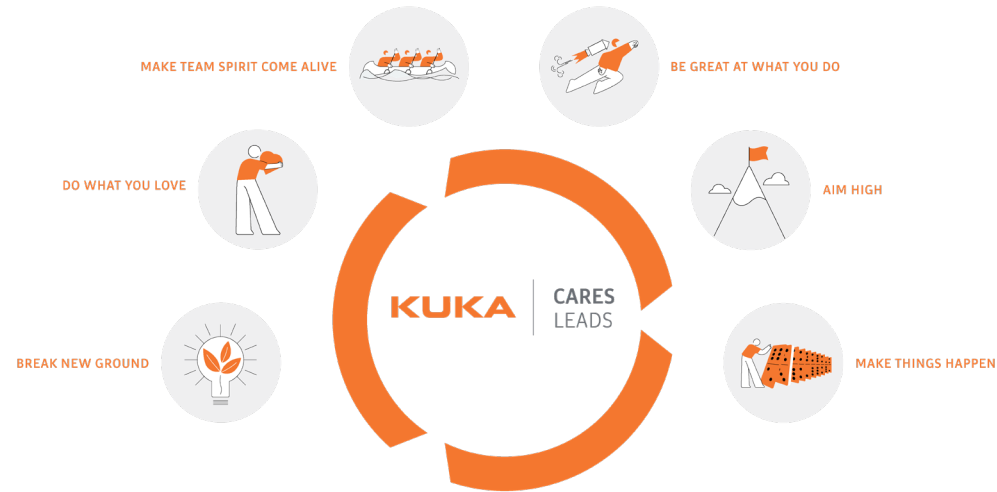 MAKE TEAM SPIRIT COME ALIVE
BE GREAT AT WHAT YOU DO
DO WHAT YOU LOVE
AIM HIGH
KUKA
CARES
LEADS
BREAK NEW GROUND
MAKE THINGS HAPPEN